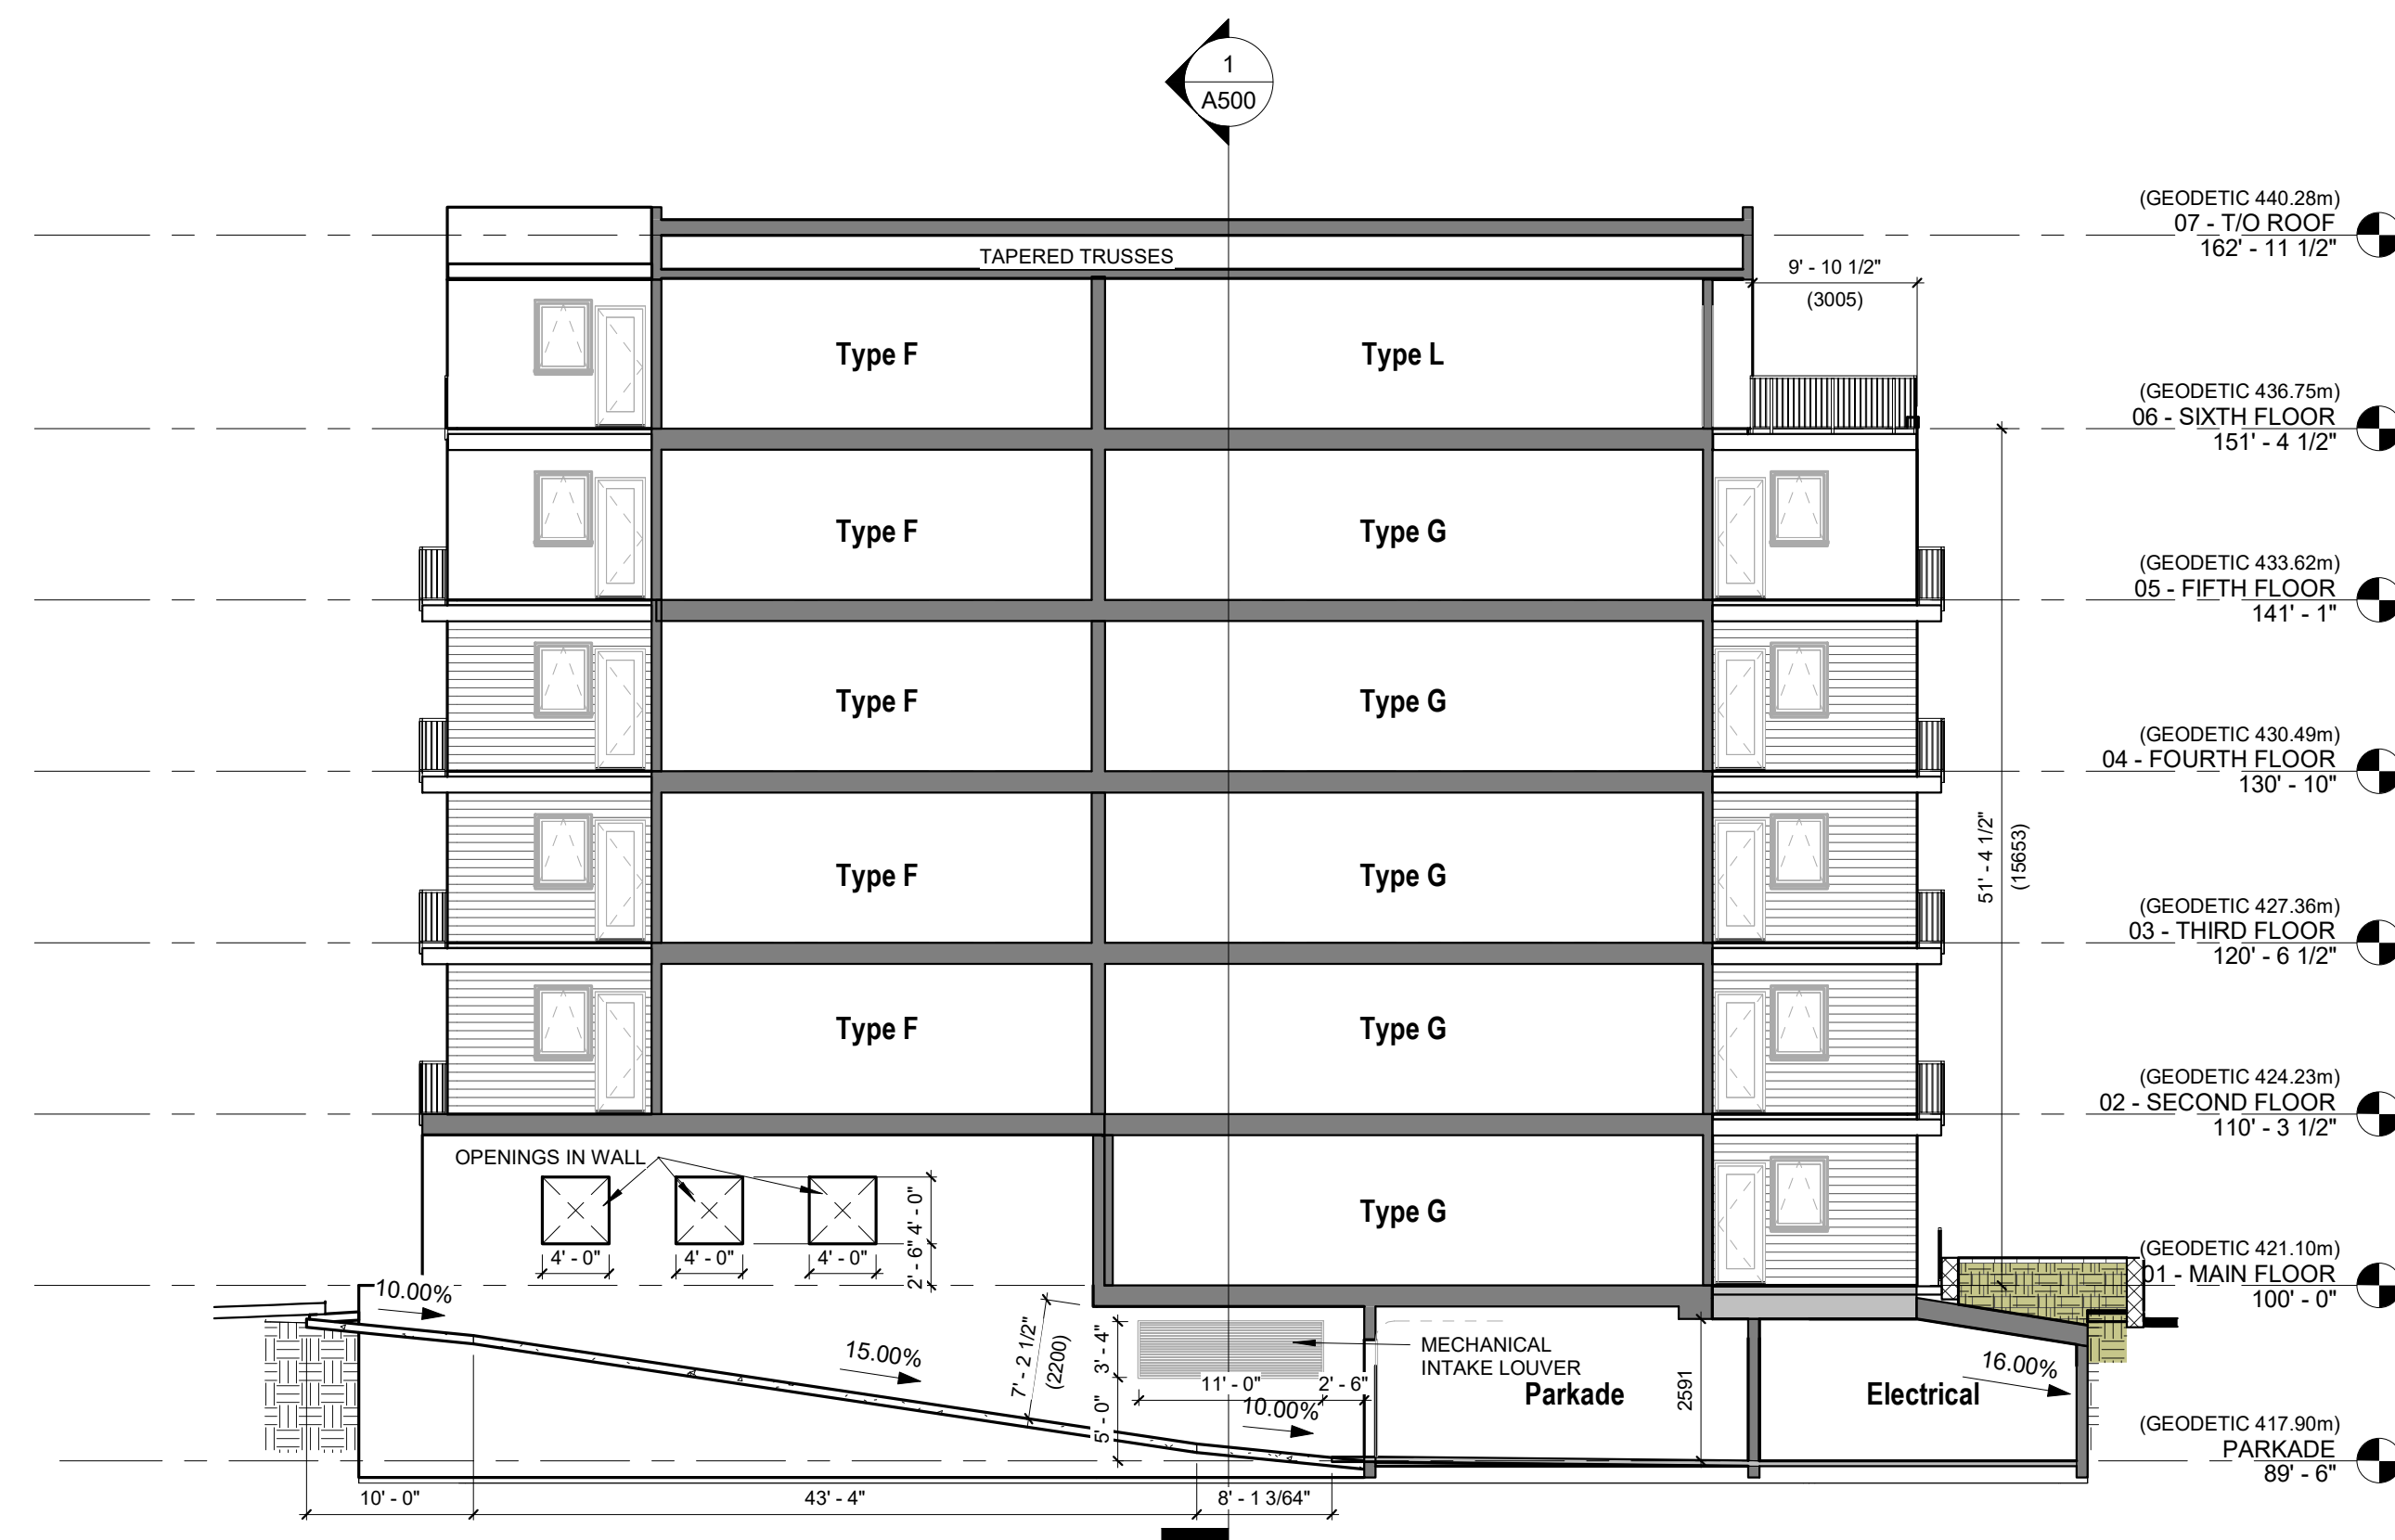 1
A500
(GEODETIC 440.28m)
07 - T/O ROOF
162' - 11 1/2"
TAPERED TRUSSES
9' - 10 1/2"
(3005)
Type F
Type L
(GEODETIC 436.75m)
06 - SIXTH FLOOR
151' - 4 1/2"
Type F
Type G
(GEODETIC 433.62m)
05 - FIFTH FLOOR
141' - 1"
Type F
Type G
(GEODETIC 430.49m)
04 - FOURTH FLOOR
130' - 10"
51' - 4 1/2"
(15653)
Type F
Type G
(GEODETIC 427.36m)
03 - THIRD FLOOR
120' - 6 1/2"
Type F
Type G
(GEODETIC 424.23m)
02 - SECOND FLOOR
110' - 3 1/2"
OPENINGS IN WALL
4' - 0"
2' - 6"
4' - 0"
4' - 0"
4' - 0"
Type G
(GEODETIC 421.10m)
01 - MAIN FLOOR
100' - 0"
10.00%
15.00%
7' - 2 1/2"
(2200)
3' - 4"
5' - 0"
11' - 0"
2' - 6"
10.00%
MECHANICAL
INTAKE LOUVER
Parkade
2591
Electrical
16.00%
(GEODETIC 417.90m)
PARKADE
89' - 6"
10' - 0"
43' - 4"
8' - 1 3/64"